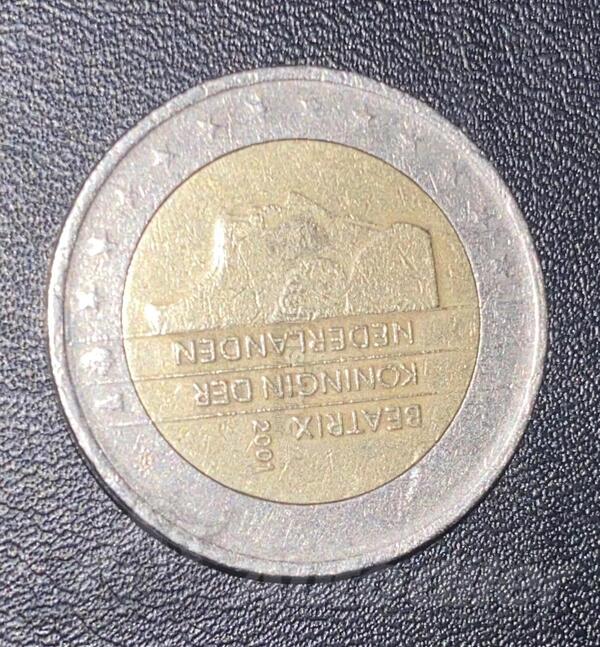 BEATRIX 2001
KONINGIN DER
NEDERLANDEN